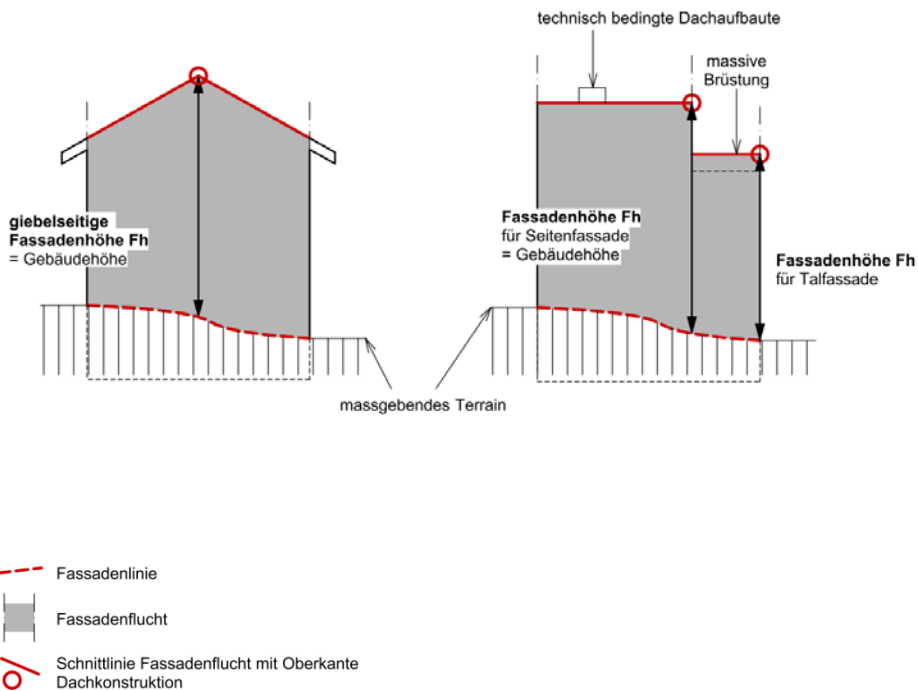 technisch bedingte Dachaufbaute
massive
Brüstung
giebelseitige
Fassadenhöhe Fh
= Gebäudehöhe
Fassadenhöhe Fh
für Seitenfassade
= Gebäudehöhe
Fassadenhöhe Fh
für Talfassade
massgebendes Terrain
Fassadenlinie
Fassadenflucht
Schnittlinie Fassadenflucht mit Oberkante
Dachkonstruktion